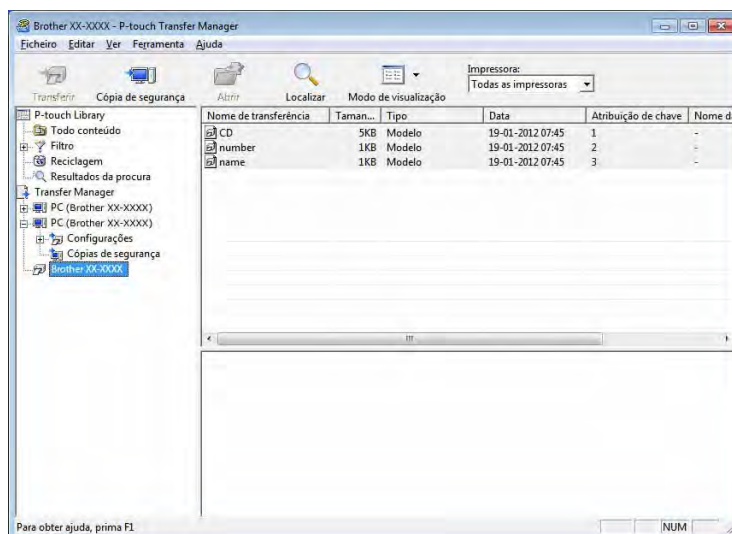 Brother XX-XXXX - P-touch Transfer Manager
Ficheiro Editar Ver Ferramenta Ajuda
Transferir Cópia de segurança Abrir Localizar Modo de visualização
Impressora:
Todas as impressoras
P-touch Library
Todo conteúdo
Filtro
Reciclagem
Resultados da procura
Transfer Manager
PC (Brother XX-XXXX)
PC (Brother XX-XXXX)
Configurações
Cópias de segurança
Brother XX-XXXX
Nome de transferência Taman... Tipo Data Atribuição de chave Nome da
CD 5KB Modelo 19-01-2012 07:45 1 -
number 1KB Modelo 19-01-2012 07:45 2 -
name 1KB Modelo 19-01-2012 07:45 3 -
Para obter ajuda, prima F1
NUM